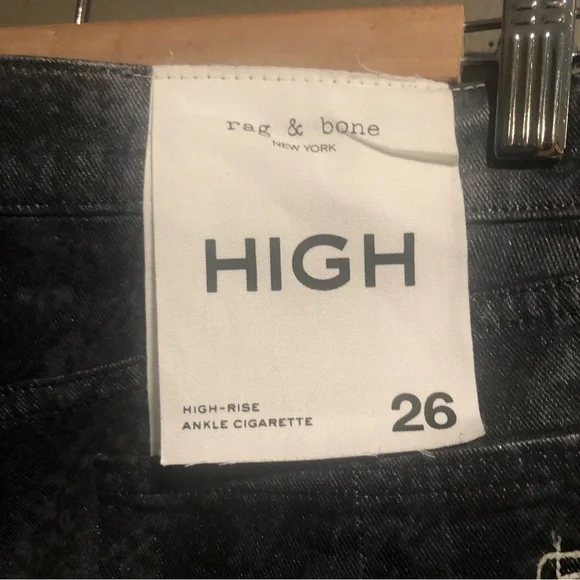 rag & bone
NEW YORK
HIGH
HIGH-RISE
ANKLE CIGARETTE
26